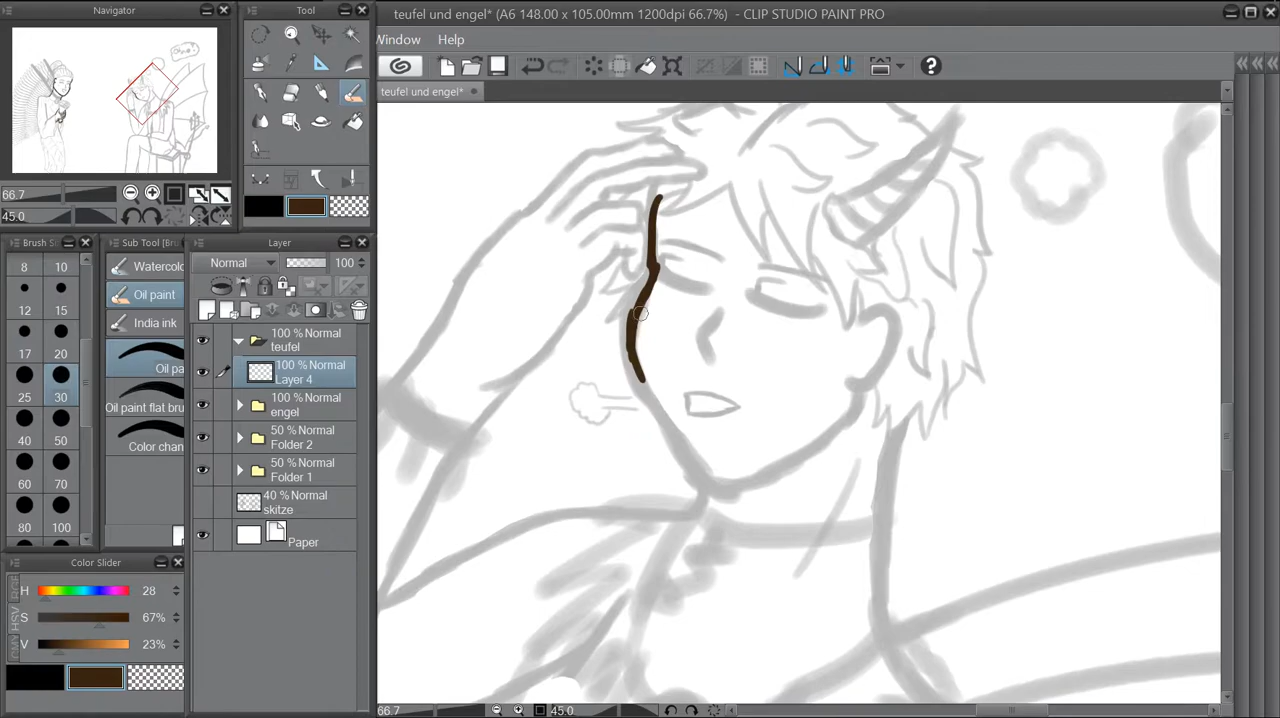 Navigator
Tool
teufel und engel* (A6 148.00 x 105.00mm 1200dpi 66.7%) - CLIP STUDIO PAINT PRO
Window Help
teufel und engel*
66.7
45.0
Brush S
Sub Tool [Bru
Layer
8 10
12 15
17 20
25 30
40 50
60 70
80 100
Waterco
Oil paint
India ink
Oil pa
Oil paint flat bru
Color chan
Normal 100
100 % Normal
teufel
100 % Normal
Layer 4
100 % Normal
engel
50 % Normal
Folder 2
50 % Normal
Folder 1
40 % Normal
skitze
Paper
Color Slider
H 28
S 67%
V 23%
HSV
66.7 45.0